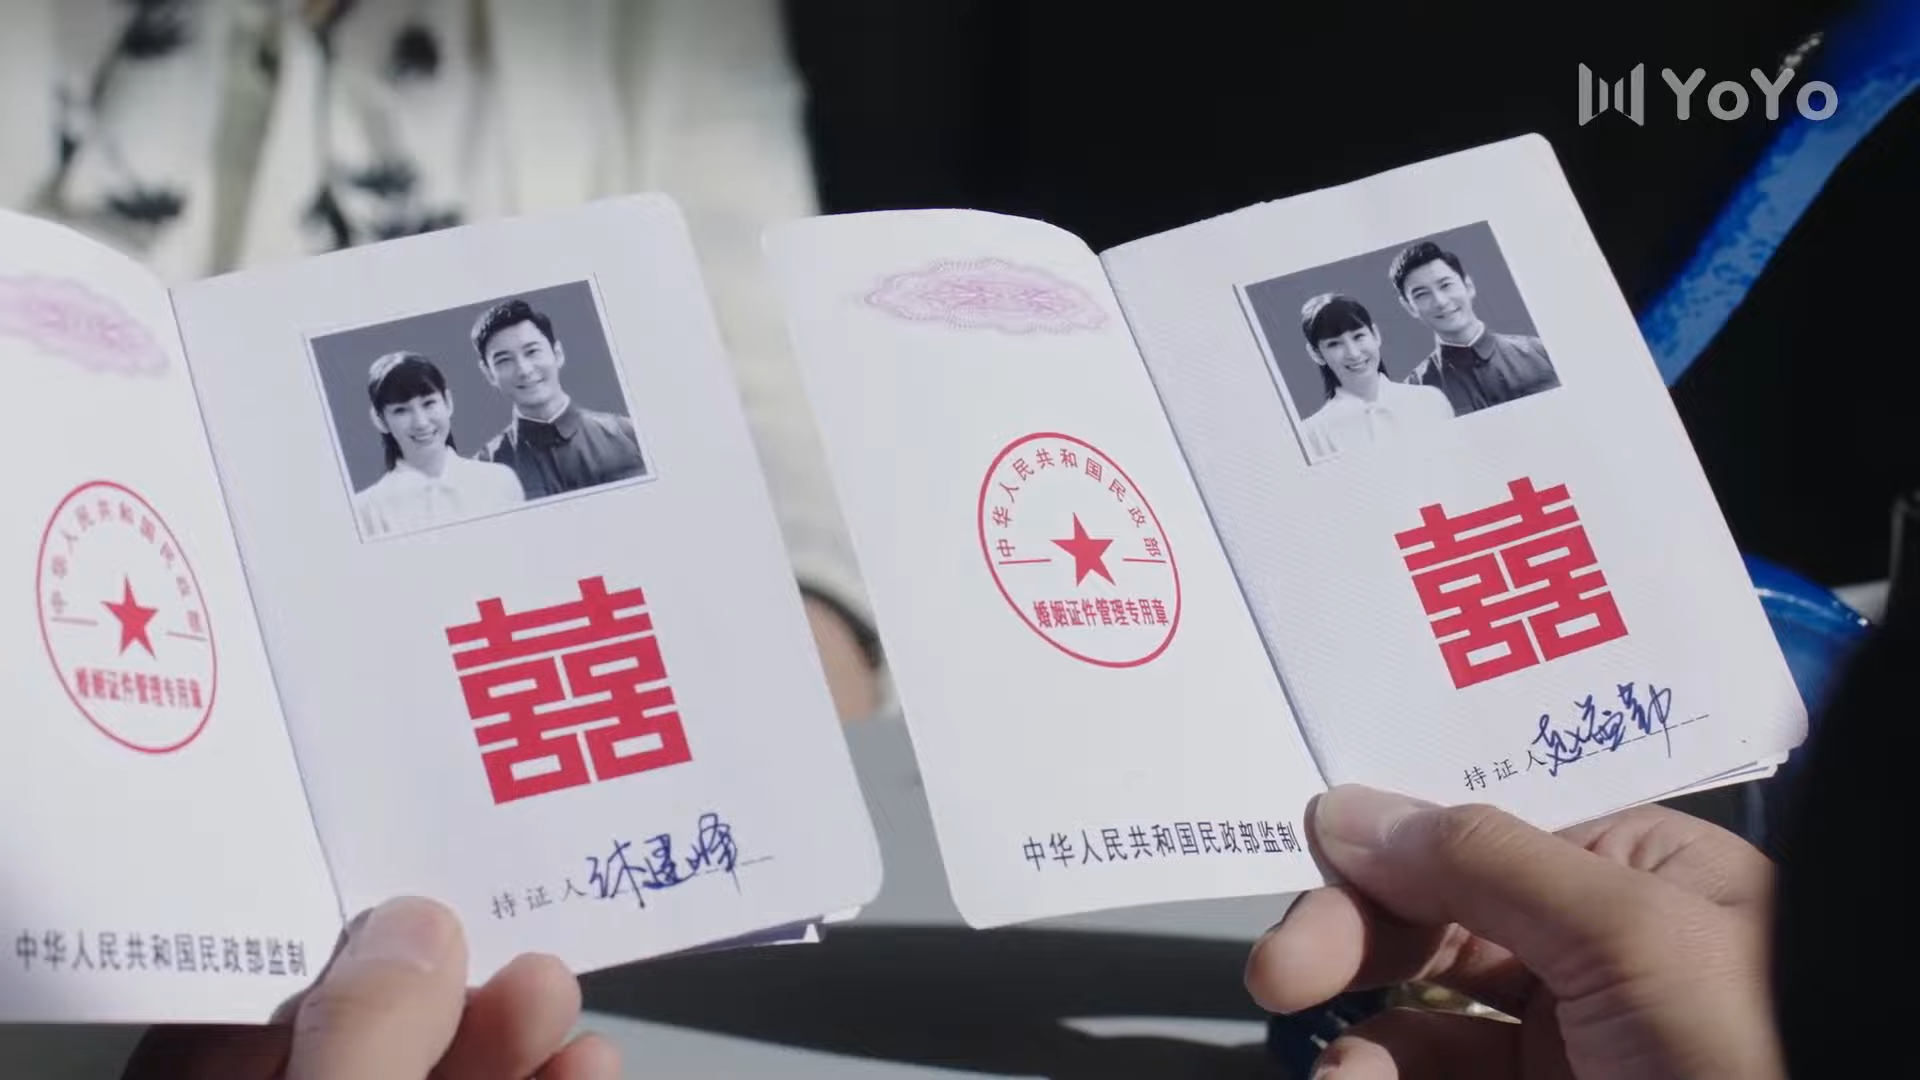 YoYo
中华人民共和国民政部
婚姻证件管理专用章
中华人民共和国民政部监制
囍
持证人
中华人民共和国民政部
婚姻证件管理专用章
中华人民共和国民政部监制
囍
持证人 赵益勤